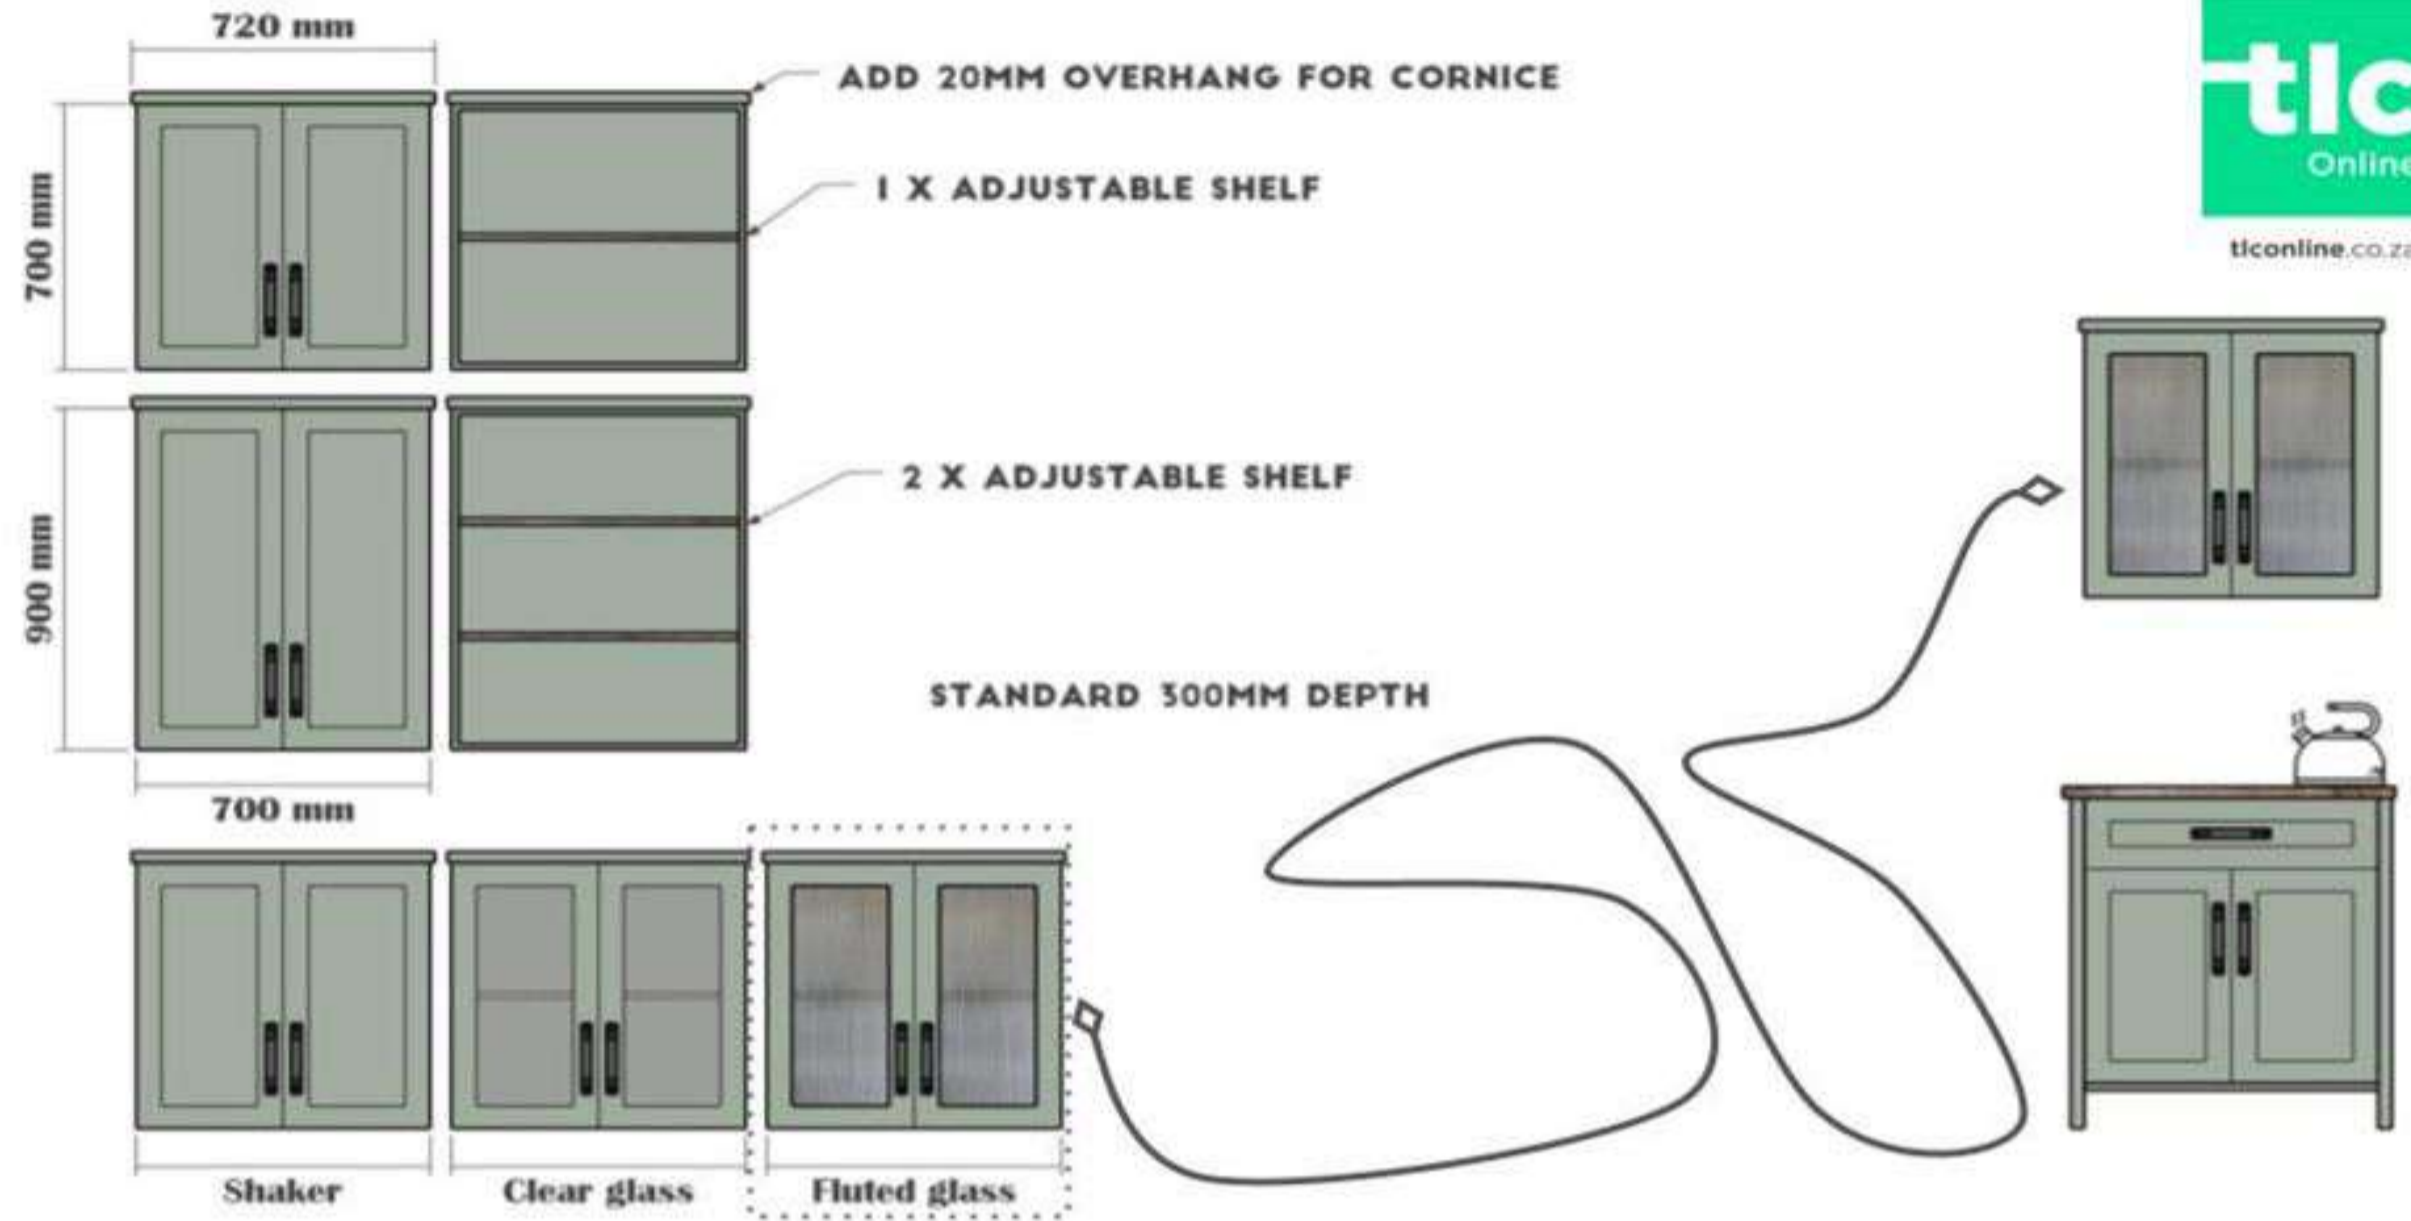 720 mm
ADD 20MM OVERHANG FOR CORNICE
tlc
Online
tlconline.co.za
700 mm
1 X ADJUSTABLE SHELF
900 mm
2 X ADJUSTABLE SHELF
STANDARD 300MM DEPTH
700 mm
Shaker
Clear glass
Fluted glass